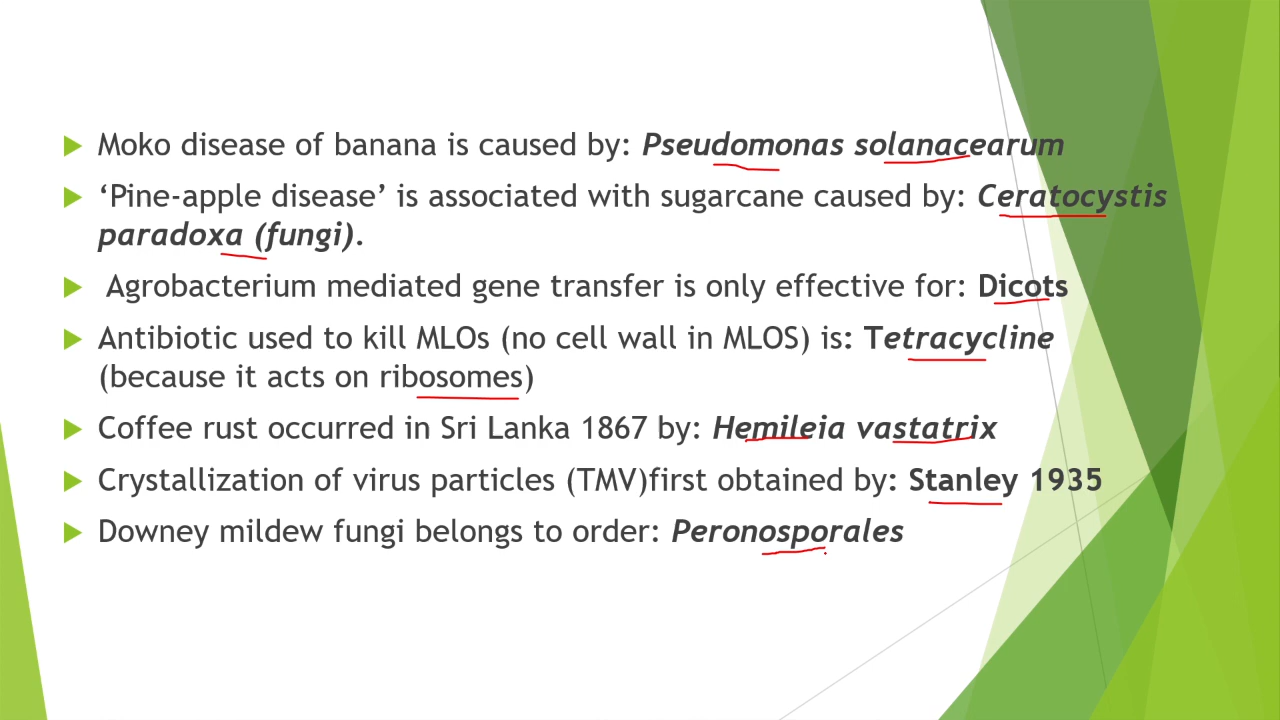 Moko disease of banana is caused by: Pseudomonas solanacearum
‘Pine-apple disease’ is associated with sugarcane caused by: Ceratocystis
paradoxa (fungi).
Agrobacterium mediated gene transfer is only effective for: Dicots
Antibiotic used to kill MLOs (no cell wall in MLOS) is: Tetracycline
(because it acts on ribosomes)
Coffee rust occurred in Sri Lanka 1867 by: Hemileia vastatrix
Crystallization of virus particles (TMV)first obtained by: Stanley 1935
Downey mildew fungi belongs to order: Peronosporales